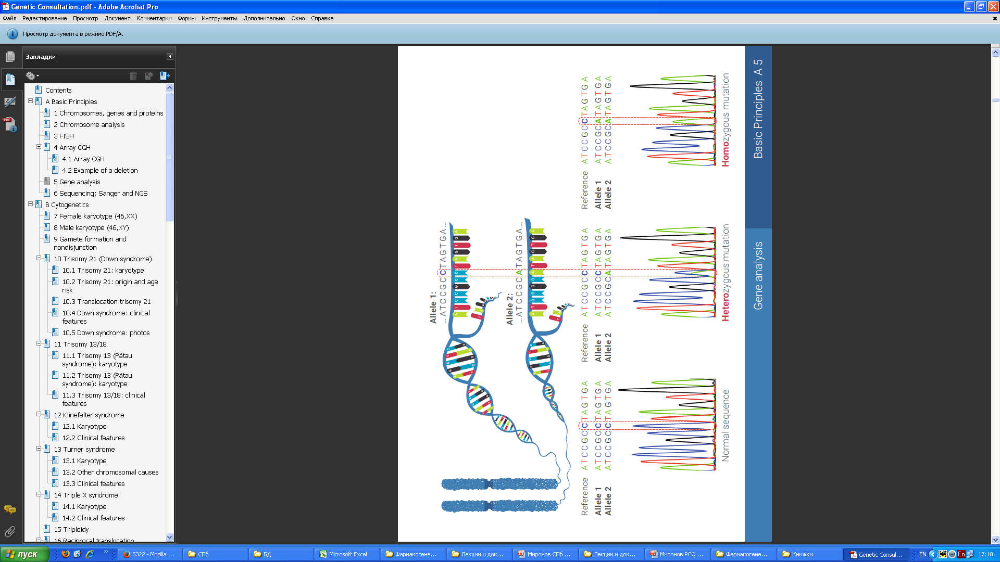 Genetic Consultation.pdf - Adobe Acrobat Pro
Файл Редактирование Просмотр Документ Комментарии Формы Инструменты Дополнительно Окно Справка
Просмотр документа в режиме PDF/A.
Закладки
Contents
A Basic Principles
1 Chromosomes, genes and proteins
2 Chromosome analysis
3 FISH
4 Array CGH
4.1 Array CGH
4.2 Example of a deletion
5 Gene analysis
6 Sequencing: Sanger and NGS
B Cytogenetics
7 Female karyotype (46,XX)
8 Male karyotype (46,XY)
9 Gamete formation and
nondisjunction
10 Trisomy 21 (Down syndrome)
10.1 Trisomy 21: karyotype
10.2 Trisomy 21: origin and age
risk
10.3 Translocation trisomy 21
10.4 Down syndrome: clinical
features
10.5 Down syndrome: photos
11 Trisomy 13/18
11.1 Trisomy 13 (Pätau
syndrome): karyotype
11.2 Trisomy 13 (Pätau
syndrome): karyotype
11.3 Trisomy 13/18: clinical
features
12 Klinefelter syndrome
12.1 Karyotype
12.2 Clinical features
13 Turner syndrome
13.1 Karyotype
13.2 Other chromosomal causes
13.3 Clinical features
14 Triple X syndrome
14.1 Karyotype
14.2 Clinical features
15 Triploidy
16 Reciprocal translocation
Gene analysis
Basic Principles A 5
Allele 1:
...ATCCGCCTAGTGA...
Allele 2:
...ATCCGCATAGTGA...
Reference ATCCGCCTAGTGA
Allele 1 ATCCGCCTAGTGA
Allele 2 ATCCGCCTAGTGA
Normal sequence
Reference ATCCGCCTAGTGA
Allele 1 ATCCGCCTAGTGA
Allele 2 ATCCGCATAGTGA
Heterozygous mutation
Reference ATCCGCCTAGTGA
Allele 1 ATCCGCATAGTGA
Allele 2 ATCCGCATAGTGA
Homozygous mutation
пуск
5322 - Mozilla ...
СПб
БД
Microsoft Excel
Фармакогене...
Лекции и док...
Миронов СПб ...
Лекции и док...
Миронов PCQ ...
Фармакогене...
Книжки
Genetic Consul...
EN
En
17:18